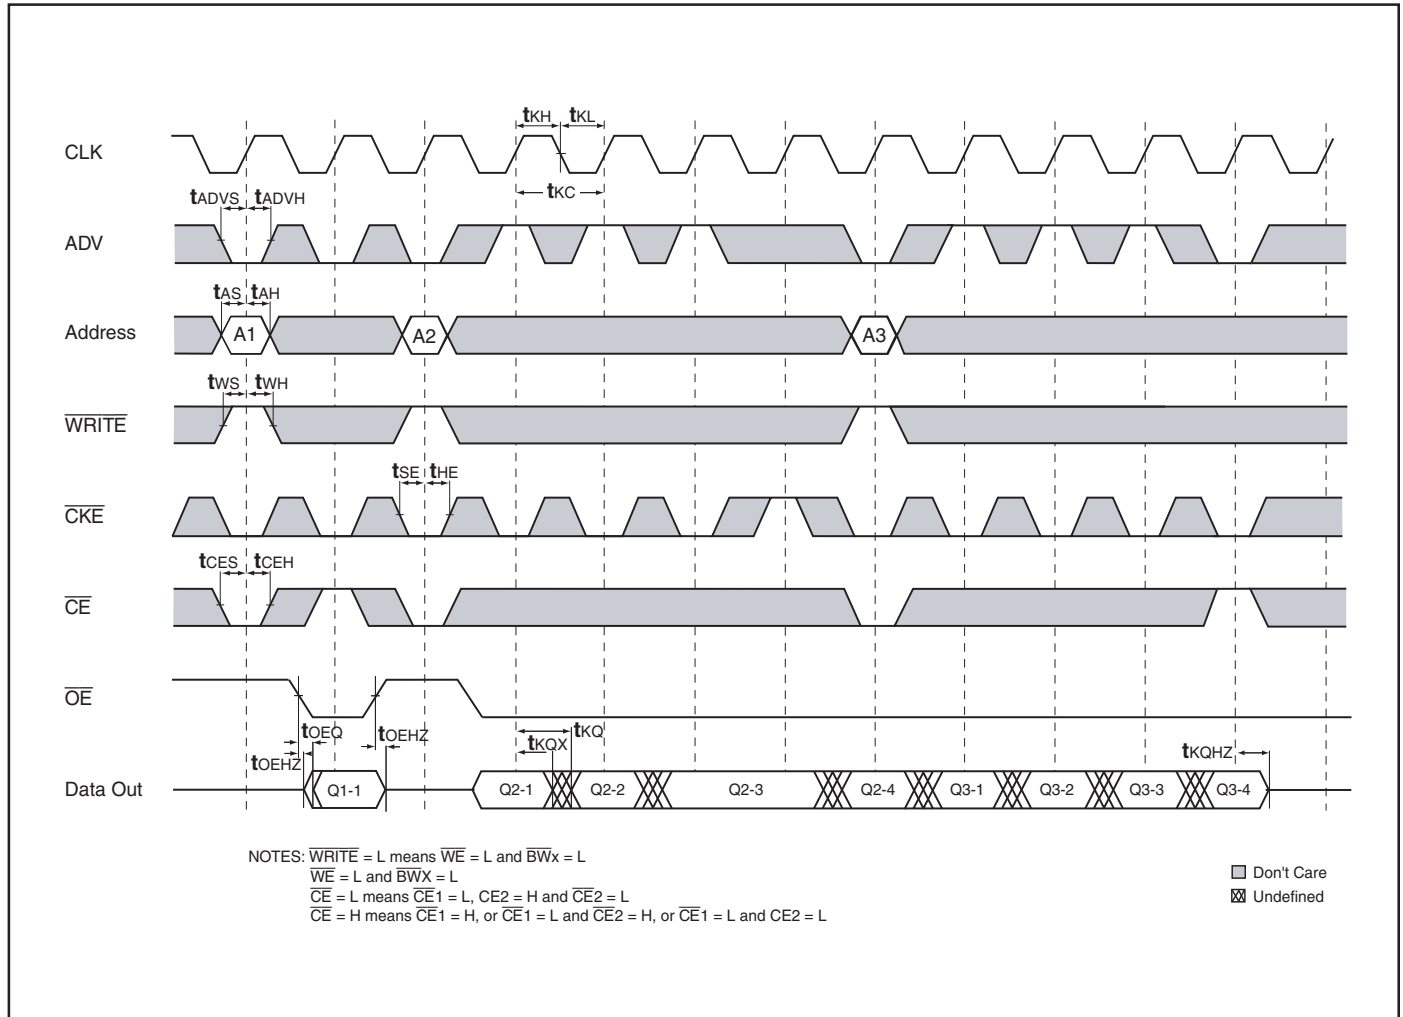 tKH tKL
CLK
tKC
tADVS tADVH
ADV
tAS tAH
Address A1 A2 A3
tWS tWH
WRITE
tSE tHE
CKE
tCES tCEH
CE
OE
tOEQ tOEHZ tKQX tKQ
tOEHZ tKQHZ
Data Out Q1-1 Q2-1 Q2-2 Q2-3 Q2-4 Q3-1 Q3-2 Q3-3 Q3-4
NOTES: WRITE = L means WE = L and BWx = L
WE = L and BWX = L
CE = L means CE1 = L, CE2 = H and CE2 = L
CE = H means CE1 = H, or CE1 = L and CE2 = H, or CE1 = L and CE2 = L
Don't Care
Undefined